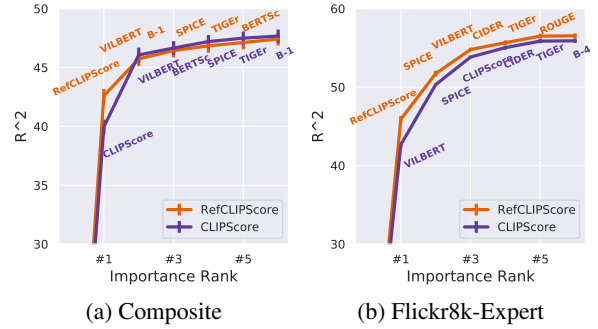 50
45
40
35
30
R^2
RefCLIPScore
VILBERT
B-1
SPICE
TIGEr
BERTSc
CLIPScore
VILBERT
BERTSc
SPICE
TIGEr
B-1
RefCLIPScore
CLIPScore
#1
#3
#5
Importance Rank
(a) Composite
60
50
40
30
R^2
RefCLIPScore
SPICE
VILBERT
CIDER
TIGEr
ROUGE
VILBERT
SPICE
CLIPScore
CIDER
TIGEr
B-4
RefCLIPScore
CLIPScore
#1
#3
#5
Importance Rank
(b) Flickr8k-Expert